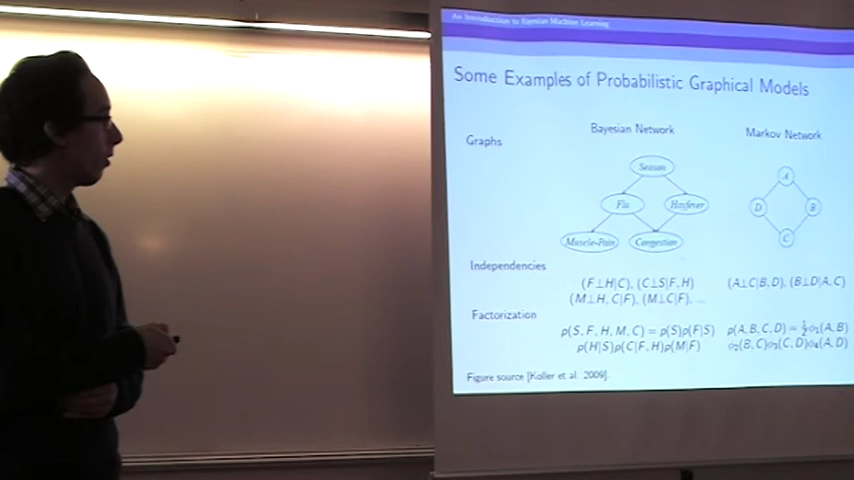 An Introduction to Bayesian Machine Learning
Some Examples of Probabilistic Graphical Models
Bayesian Network
Markov Network
Graphs
Season
A
Flu
Hayfever
D
B
Muscle-Pain
Congestion
C
Independencies
(F⊥H|C), (C⊥S|F, H)
(A⊥C|B, D), (B⊥D|A, C)
(M⊥H, C|F), (M⊥C|F), ...
Factorization
p(S, F, H, M, C) = p(S)p(F|S)
p(A, B, C, D) = 1/Z ϕ1(A, B)
p(H|S)p(C|F, H)p(M|F)
ϕ2(B, C)ϕ3(C, D)ϕ4(A, D)
Figure source [Koller et al. 2009].